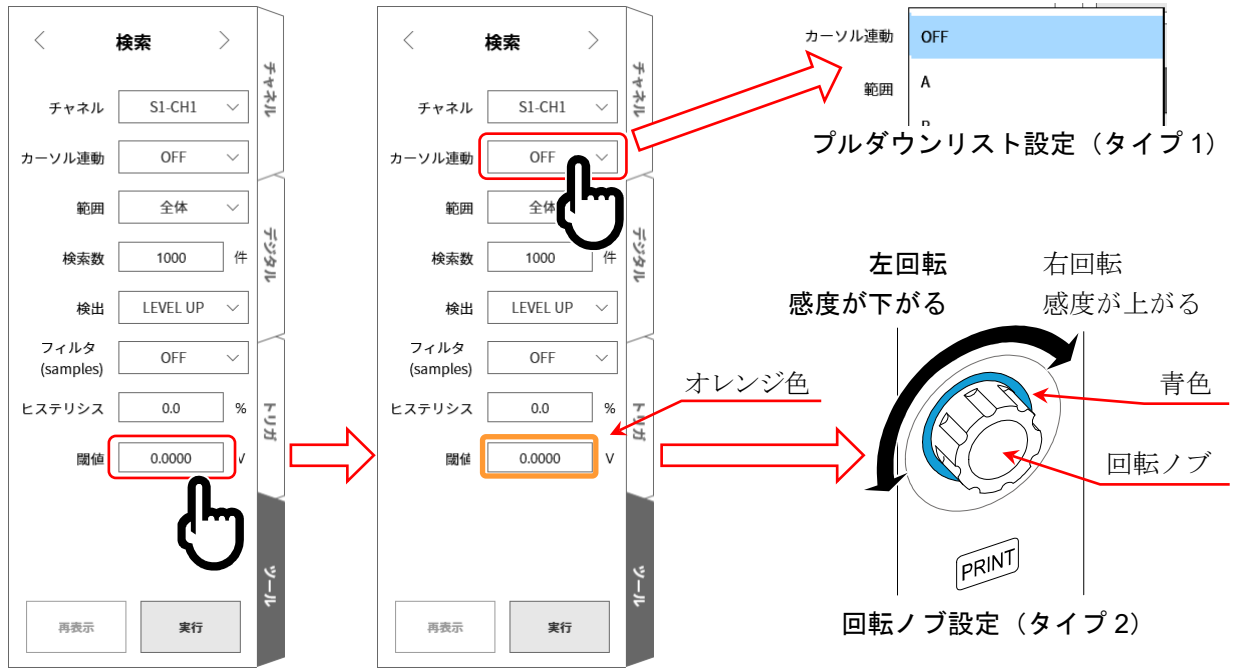 検索
チャネル S1-CH1
カーソル連動 OFF
範囲 全体
検索数 1000 件
検出 LEVEL UP
フィルタ
(samples) OFF
ヒステリシス 0.0 %
閾値 0.0000 V
再表示 実行
チャネル
デジタル
トリガ
ツール
検索
チャネル S1-CH1
カーソル連動 OFF
範囲 全体
検索数 1000 件
検出 LEVEL UP
フィルタ
(samples) OFF
ヒステリシス 0.0 %
閾値 0.0000 V
再表示 実行
チャネル
デジタル
トリガ
ツール
オレンジ色
カーソル連動 OFF
範囲 A
プルダウンリスト設定（タイプ 1）
左回転
感度が下がる
右回転
感度が上がる
青色
回転ノブ
PRINT
回転ノブ設定（タイプ 2）